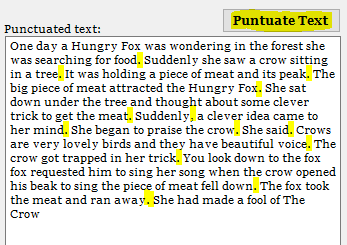 Puntuate Text
Punctuated text:
One day a Hungry Fox was wondering in the forest she
was searching for food. Suddenly she saw a crow sitting
in a tree. It was holding a piece of meat and its peak. The
big piece of meat attracted the Hungry Fox. She sat
down under the tree and thought about some clever
trick to get the meat. Suddenly, a clever idea came to
her mind. She began to praise the crow. She said. Crows
are very lovely birds and they have beautiful voice. The
crow got trapped in her trick. You look down to the fox
fox requested him to sing her song when the crow opened
his beak to sing the piece of meat fell down. The fox took
the meat and ran away. She had made a fool of The
Crow